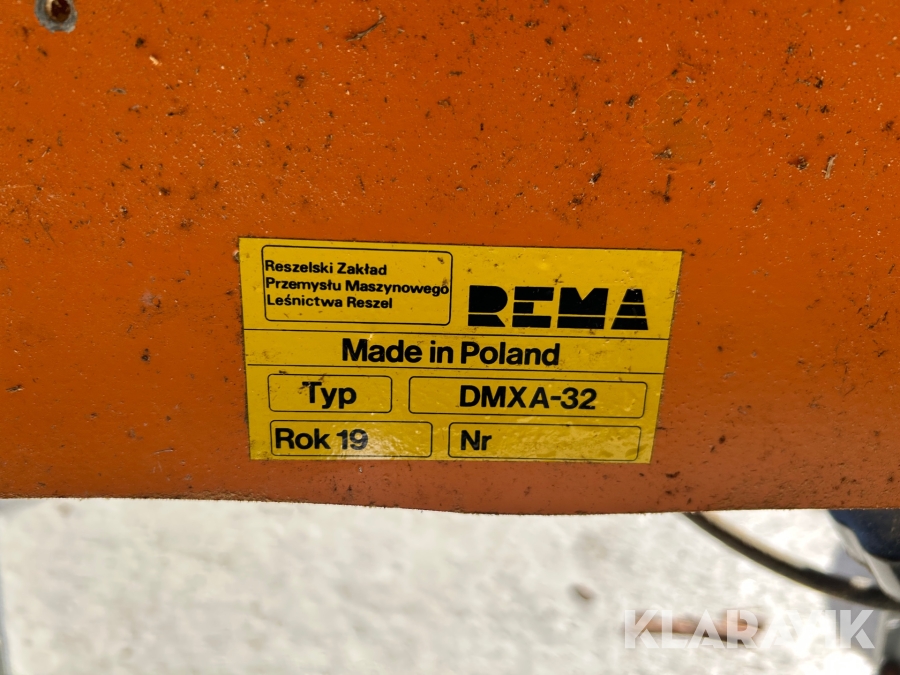 Reszelski Zakład
Przemysłu Maszynowego
Leśnictwa Reszel
REMA
Made in Poland
Typ
DMXA-32
Rok 19
Nr
KLARAVIK